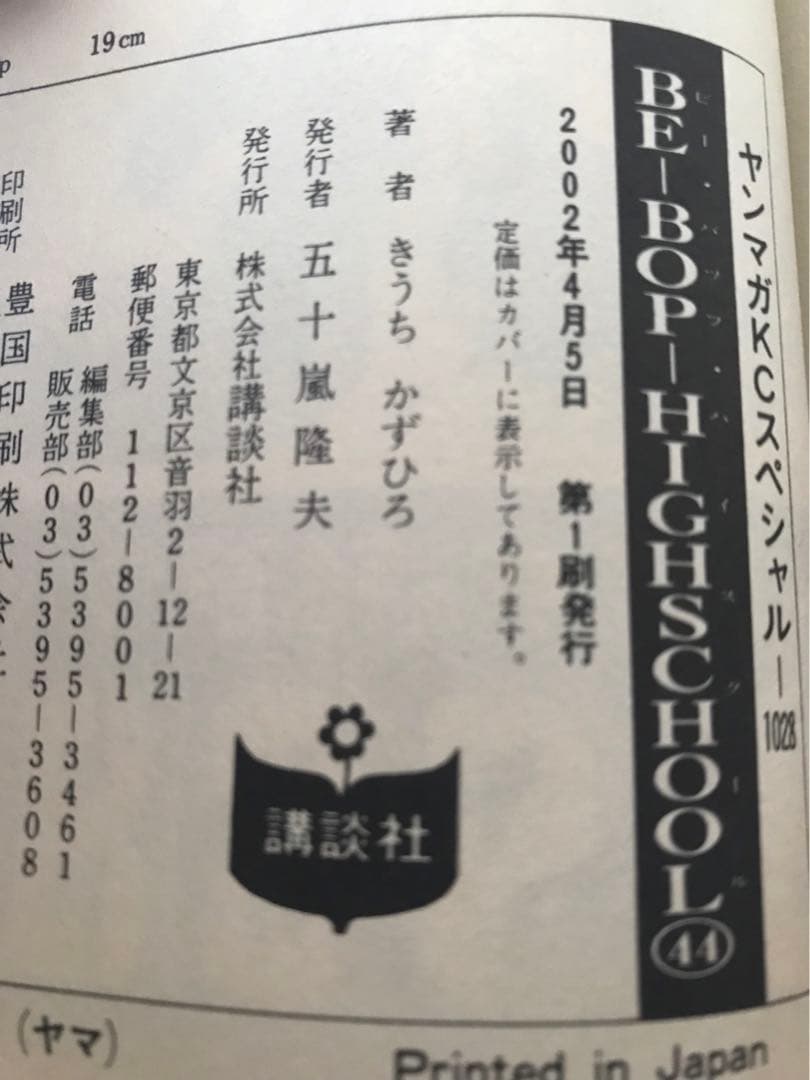 19cm
ヤンマガKCスペシャル－1028
BE－BOP－HIGHSCHOOL㊹
ビー・バップ・ハイスクール
2002年4月5日 第1刷発行
定価はカバーに表示してあります。
著者 きうち かずひろ
発行者 五十嵐隆夫
発行所 株式会社講談社
東京都文京区音羽2－12－21
郵便番号 112－8001
電話 編集部(03)5395－3461
販売部(03)5395－3608
印刷所 豊国印刷株式会社
講談社
(ヤマ)
Printed in Japan